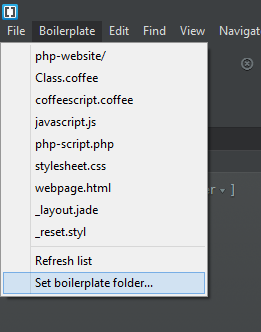 File Boilerplate Edit Find View Navigat
php-website/
Class.coffee
coffeescript.coffee
javascript.js
php-script.php
stylesheet.css
webpage.html
_layout.jade
_reset.styl
er ]
Refresh list
Set boilerplate folder...